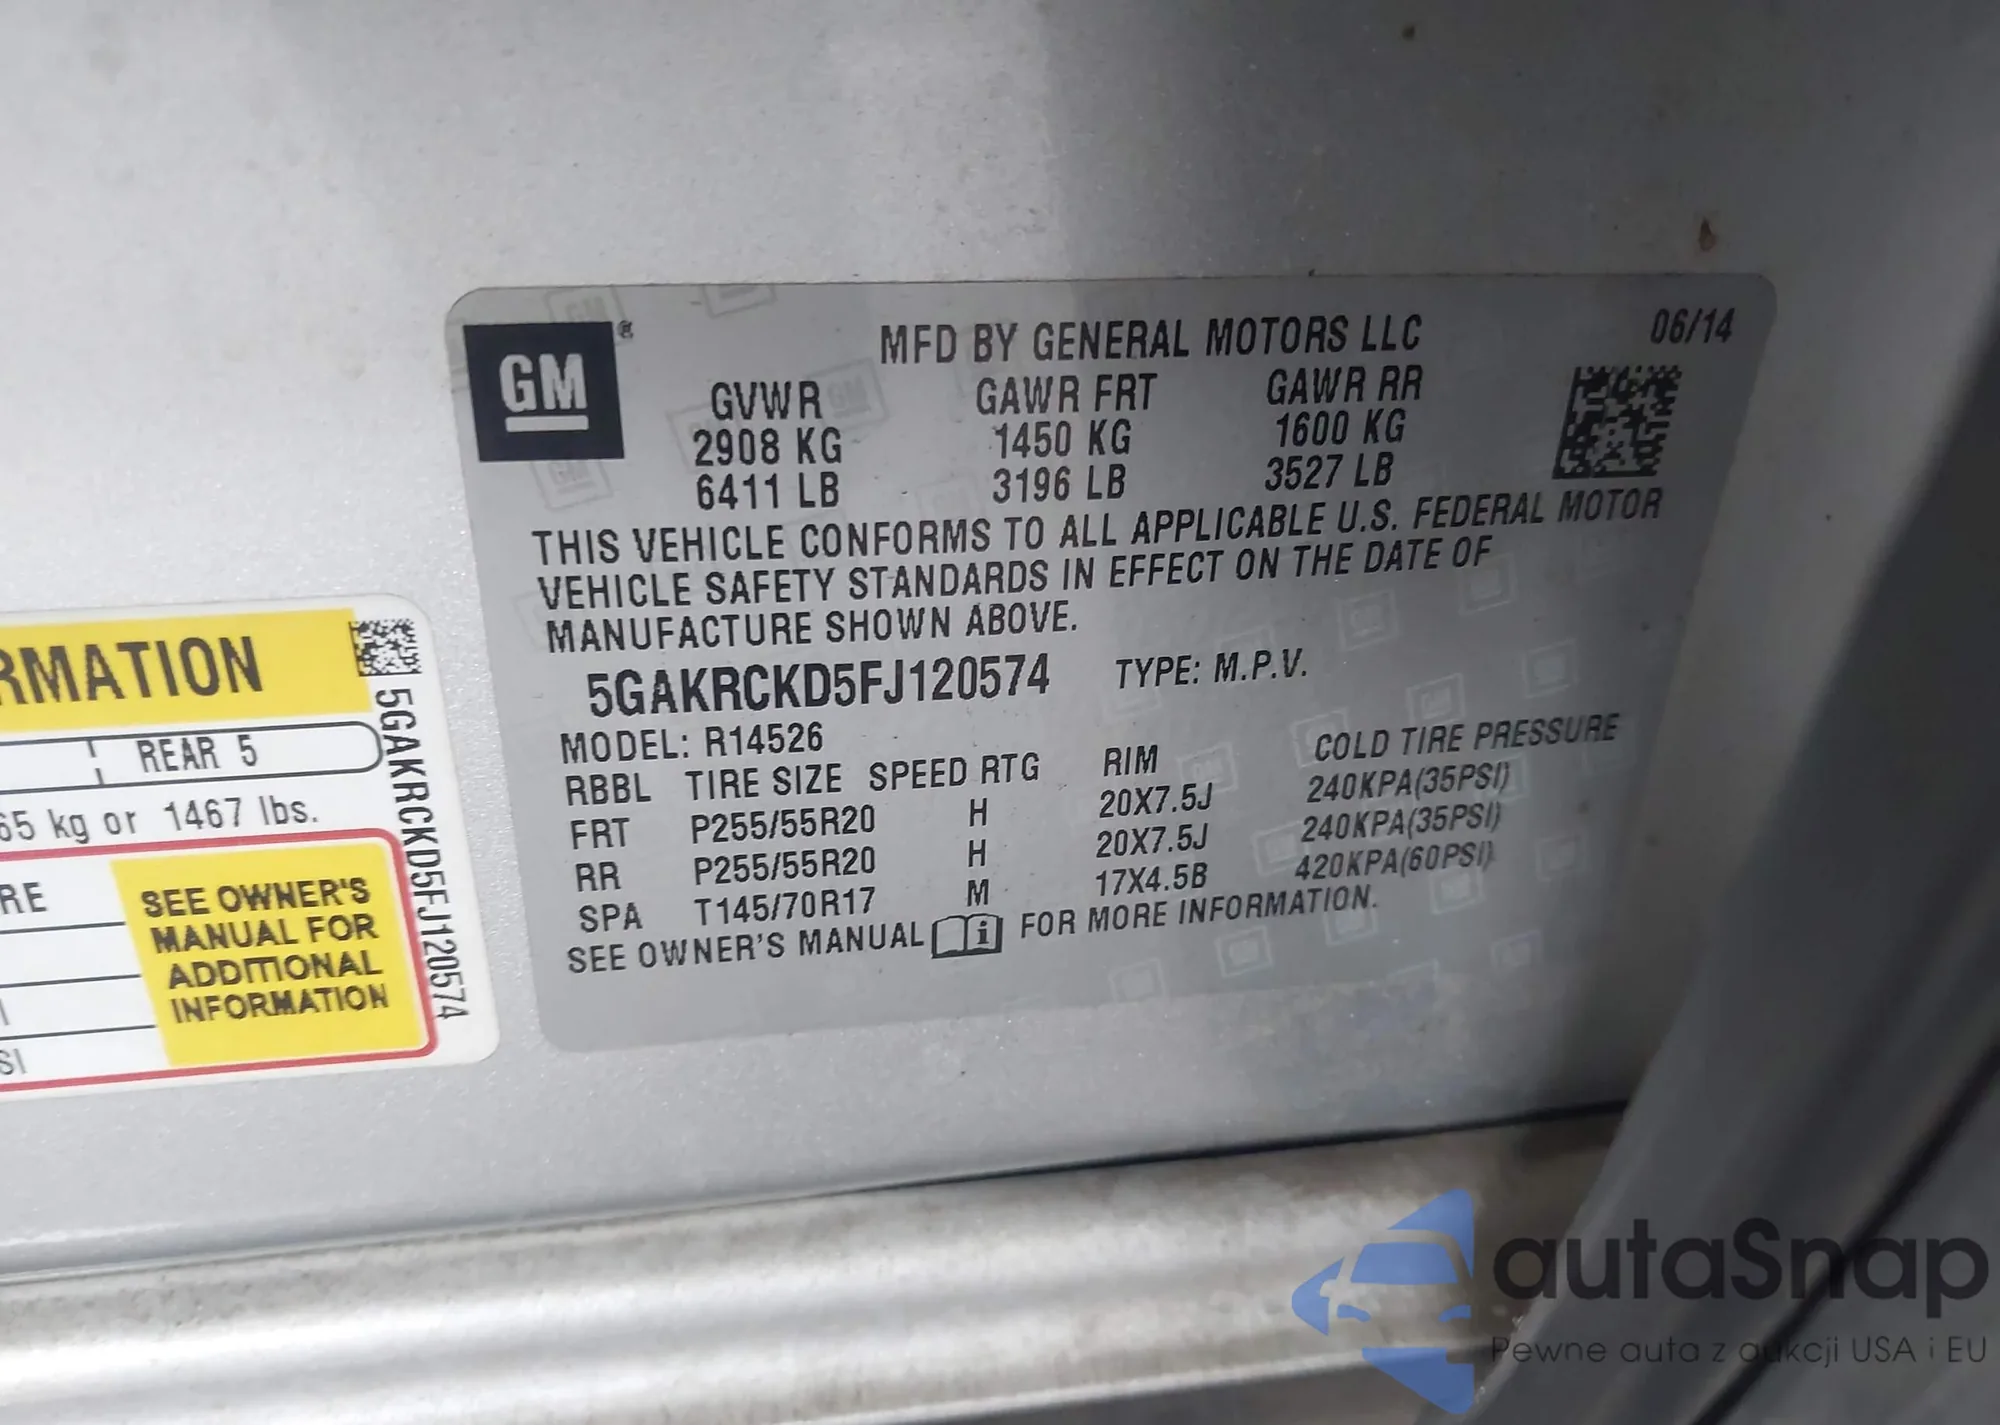 GM
®
MFD BY GENERAL MOTORS LLC
06/14
GVWR GAWR FRT GAWR RR
2908 KG 1450 KG 1600 KG
6411 LB 3196 LB 3527 LB
THIS VEHICLE CONFORMS TO ALL APPLICABLE U.S. FEDERAL MOTOR
VEHICLE SAFETY STANDARDS IN EFFECT ON THE DATE OF
MANUFACTURE SHOWN ABOVE.
5GAKRCKD5FJ120574 TYPE: M.P.V.
MODEL: R14526
RBBL TIRE SIZE SPEED RTG RIM COLD TIRE PRESSURE
FRT P255/55R20 H 20X7.5J 240KPA(35PSI)
RR P255/55R20 H 20X7.5J 240KPA(35PSI)
SPA T145/70R17 M 17X4.5B 420KPA(60PSI)
SEE OWNER'S MANUAL i FOR MORE INFORMATION.
RMATION
REAR 5
65 kg or 1467 lbs.
RE
SI
SEE OWNER'S
MANUAL FOR
ADDITIONAL
INFORMATION
5GAKRCKD5FJ120574
autaSnap
Pewne auta z aukcji USA i EU